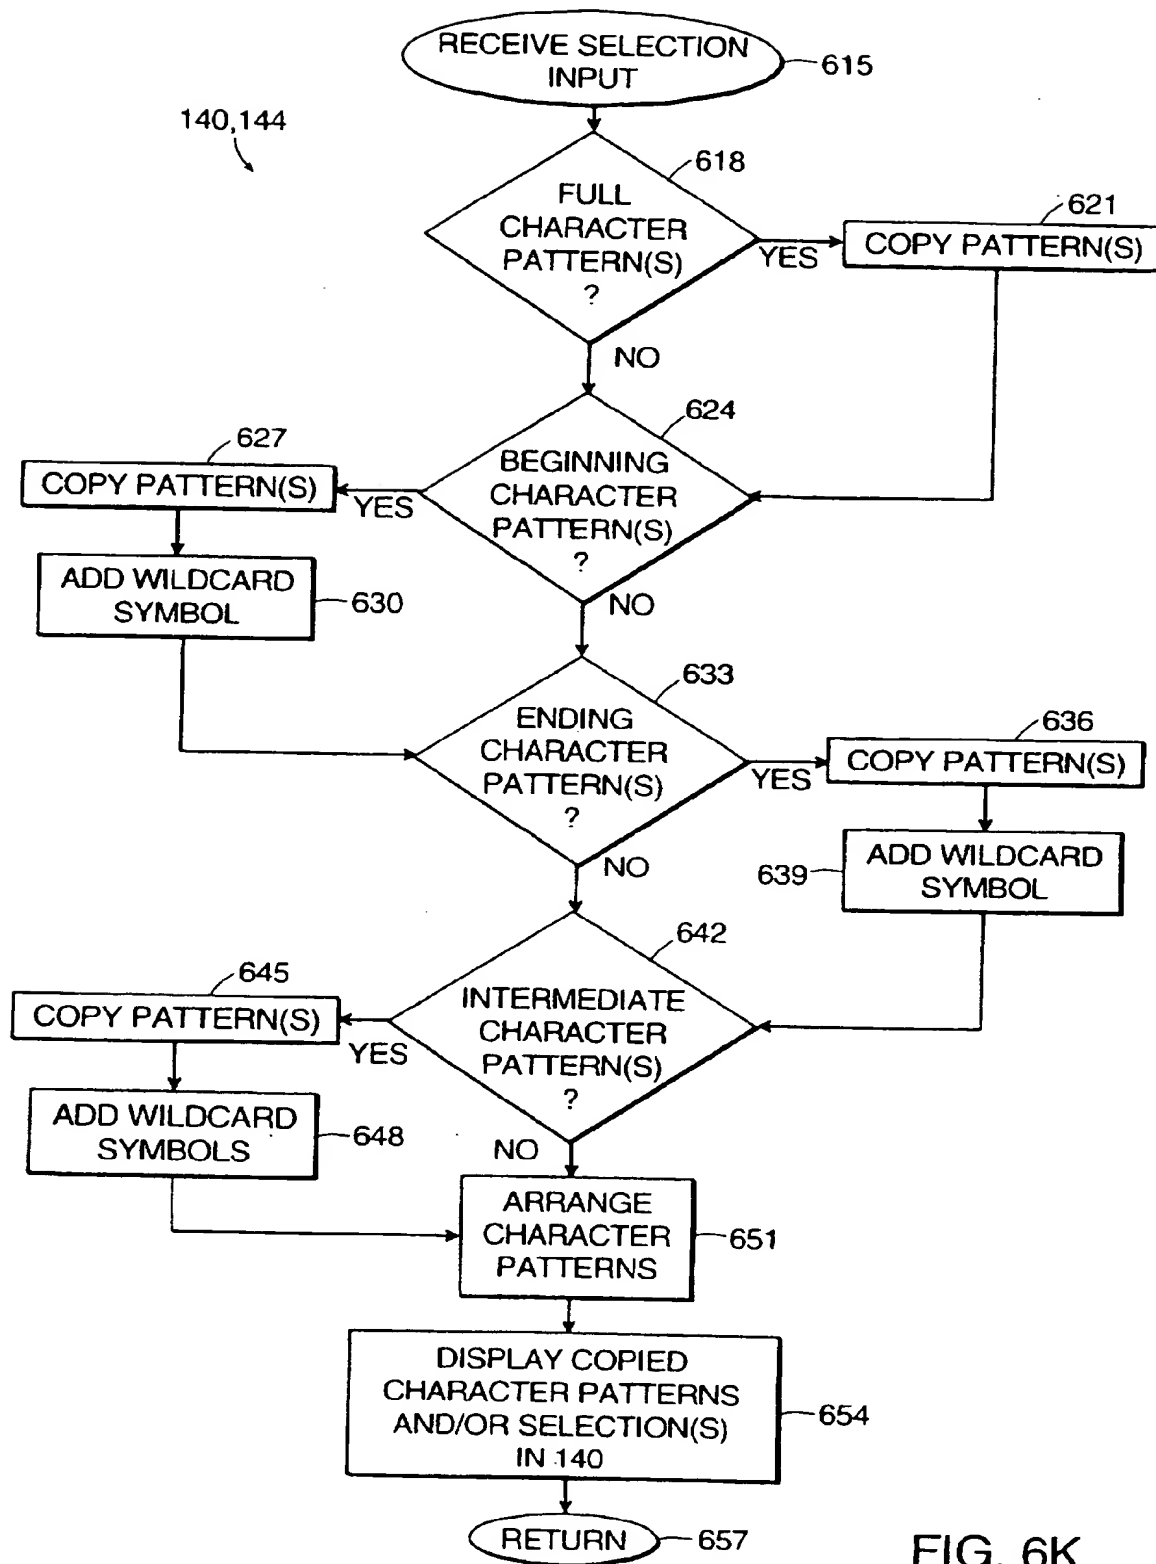 RECEIVE SELECTION
INPUT
615
140,144
618
FULL
CHARACTER
PATTERN(S)
?
YES
621
COPY PATTERN(S)
NO
624
BEGINNING
CHARACTER
PATTERN(S)
?
627
COPY PATTERN(S)
YES
ADD WILDCARD
SYMBOL
630
NO
633
ENDING
CHARACTER
PATTERN(S)
?
YES
636
COPY PATTERN(S)
639
ADD WILDCARD
SYMBOL
NO
642
INTERMEDIATE
CHARACTER
PATTERN(S)
?
645
COPY PATTERN(S)
YES
ADD WILDCARD
SYMBOLS
648
NO
ARRANGE
CHARACTER
PATTERNS
651
DISPLAY COPIED
CHARACTER PATTERNS
AND/OR SELECTION(S)
IN 140
654
RETURN
657
FIG. 6K